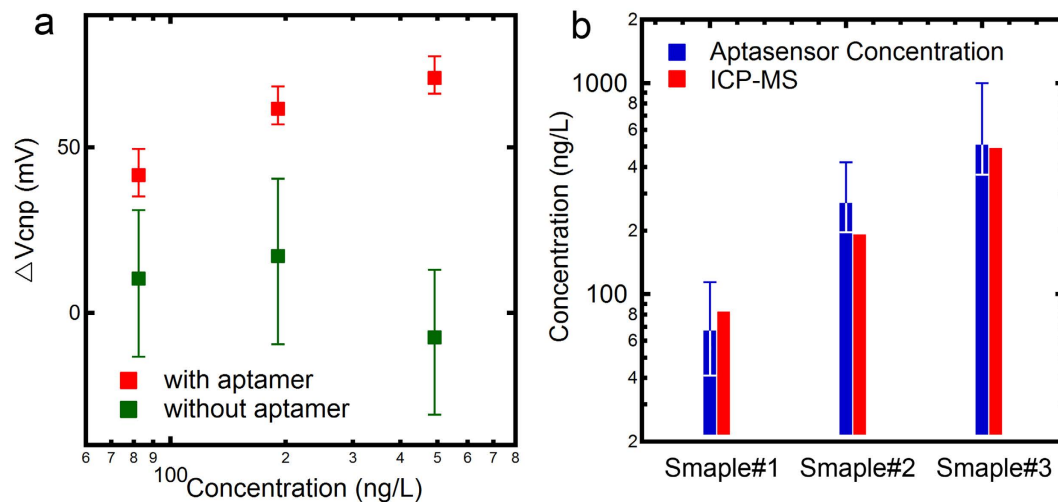 a
△Vcnp (mV)
50
0
with aptamer
without aptamer
6 7 8 9 100 2 3 4 5 6 7 8
Concentration (ng/L)
b
Concentration (ng/L)
2
1000
8
6
4
2
100
8
6
4
2
Aptasensor Concentration
ICP-MS
Smaple#1 Smaple#2 Smaple#3